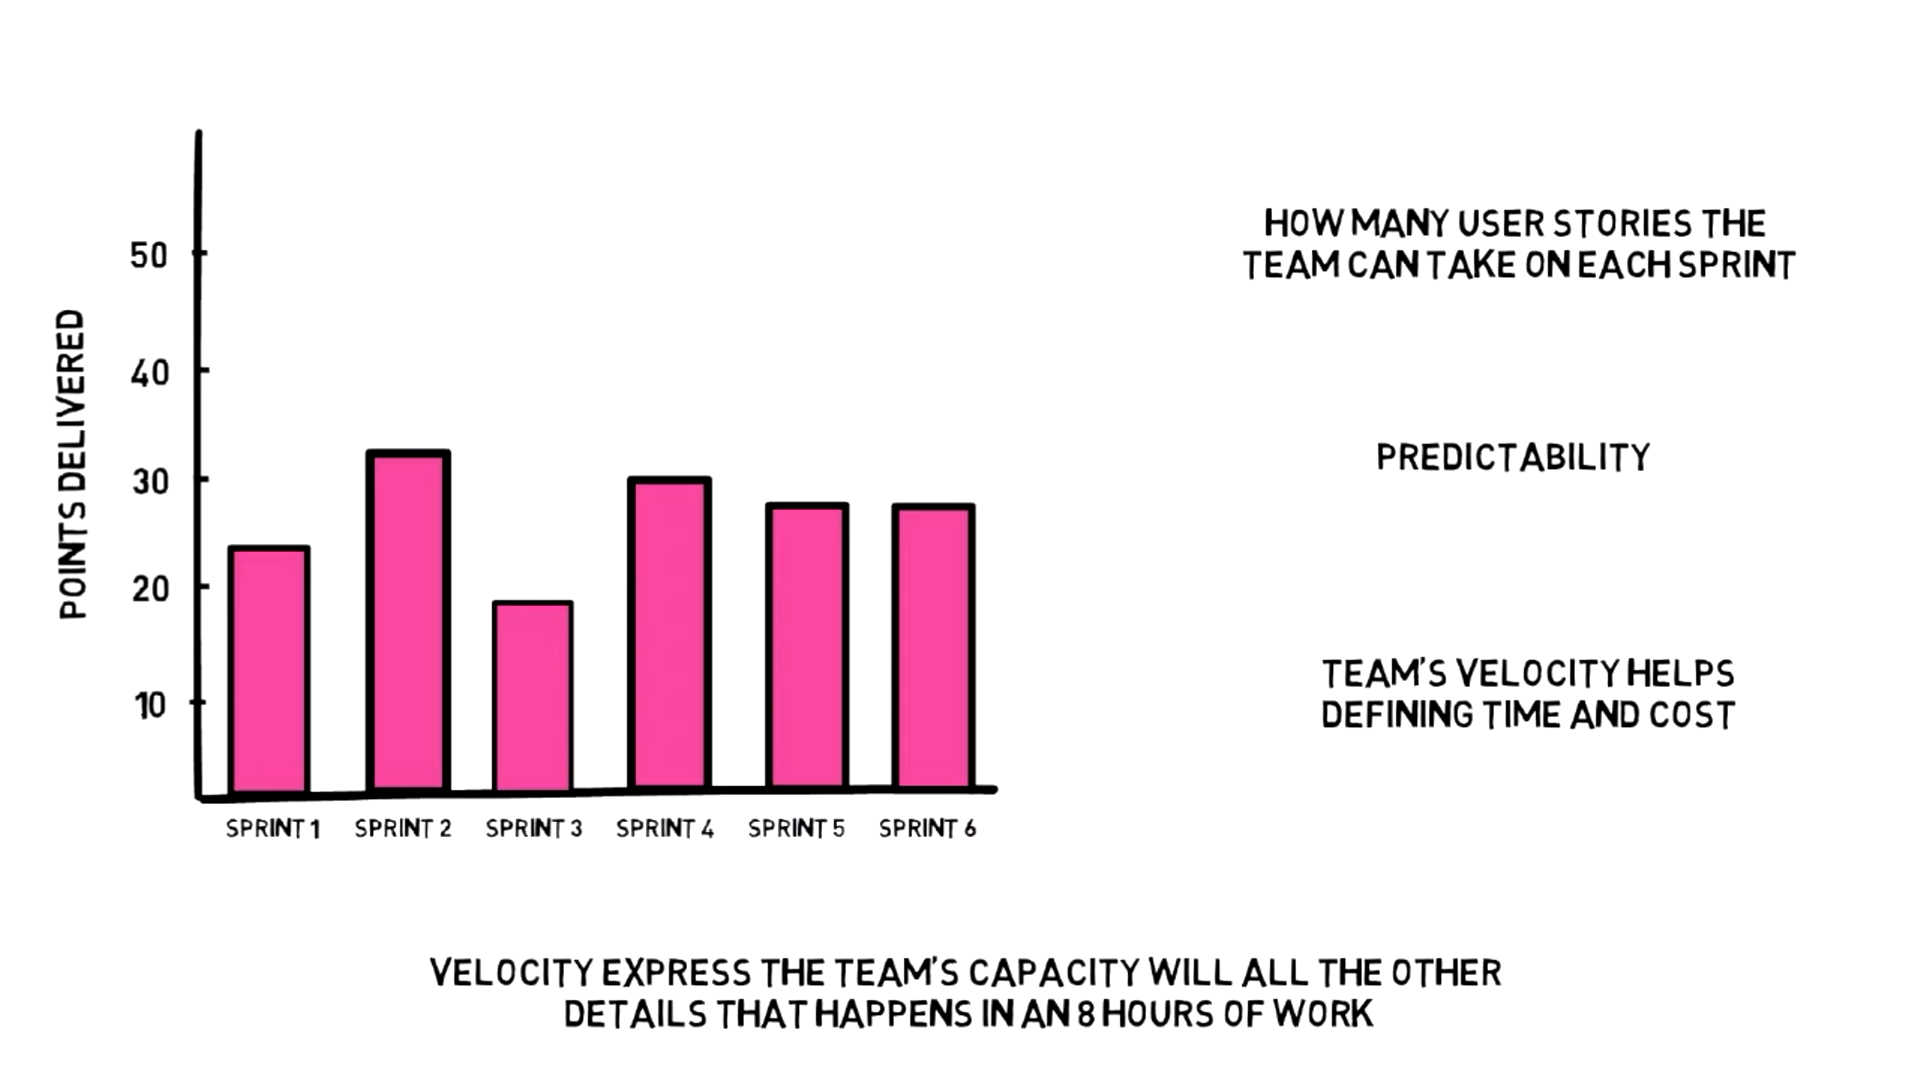 POINTS DELIVERED
50
40
30
20
10
SPRINT 1
SPRINT 2
SPRINT 3
SPRINT 4
SPRINT 5
SPRINT 6
HOW MANY USER STORIES THE
TEAM CAN TAKE ON EACH SPRINT
PREDICTABILITY
TEAM'S VELOCITY HELPS
DEFINING TIME AND COST
VELOCITY EXPRESS THE TEAM'S CAPACITY WILL ALL THE OTHER
DETAILS THAT HAPPENS IN AN 8 HOURS OF WORK